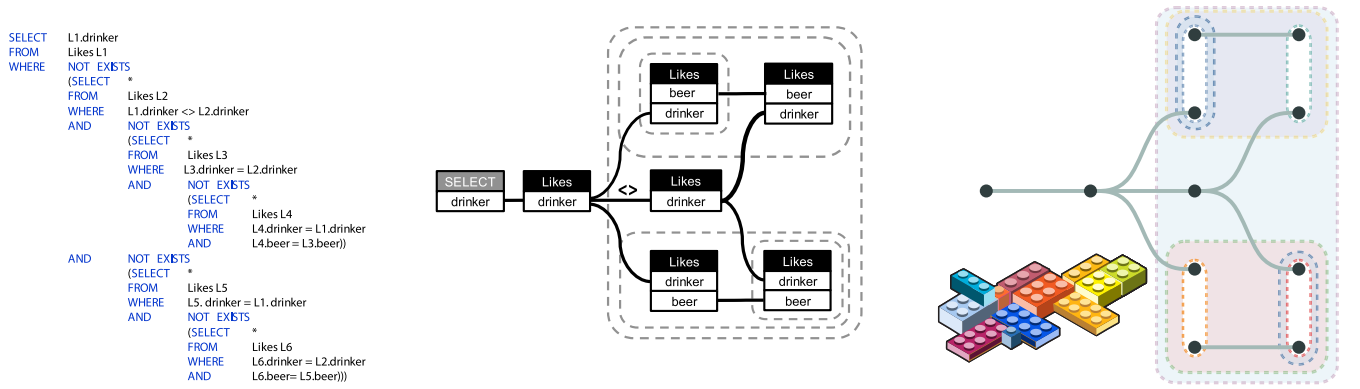 SELECT L1.drinker
FROM Likes L1
WHERE NOT EXISTS
(SELECT *
FROM Likes L2
WHERE L1.drinker <> L2.drinker
AND NOT EXISTS
(SELECT *
FROM Likes L3
WHERE L3.drinker = L2.drinker
AND NOT EXISTS
(SELECT *
FROM Likes L4
WHERE L4.drinker = L1.drinker
AND L4.beer = L3.beer))
AND NOT EXISTS
(SELECT *
FROM Likes L5
WHERE L5. drinker = L1. drinker
AND NOT EXISTS
(SELECT *
FROM Likes L6
WHERE L6.drinker = L2.drinker
AND L6.beer= L5.beer)))
SELECT
drinker
Likes
drinker
<>
Likes
beer
drinker
Likes
beer
drinker
Likes
drinker
Likes
drinker
beer
Likes
drinker
beer